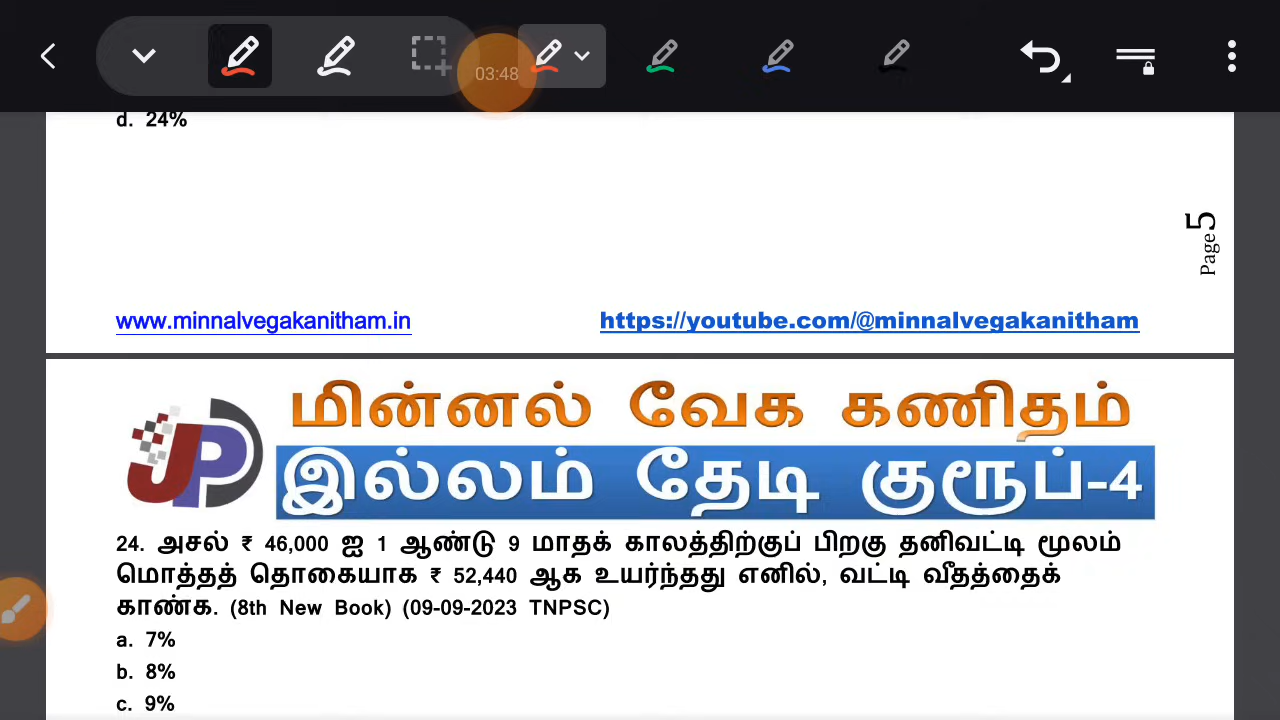 03:48
d. 24%
Page 5
www.minnalvegakanitham.in
https://youtube.com/@minnalvegakanitham
மின்னல் வேக கணிதம்
JP
இல்லம் தேடி குரூப்-4
24. அசல் ₹ 46,000 ஐ 1 ஆண்டு 9 மாதக் காலத்திற்குப் பிறகு தனிவட்டி மூலம்
மொத்தத் தொகையாக ₹ 52,440 ஆக உயர்ந்தது எனில், வட்டி வீதத்தைக்
காண்க. (8th New Book) (09-09-2023 TNPSC)
a. 7%
b. 8%
c. 9%